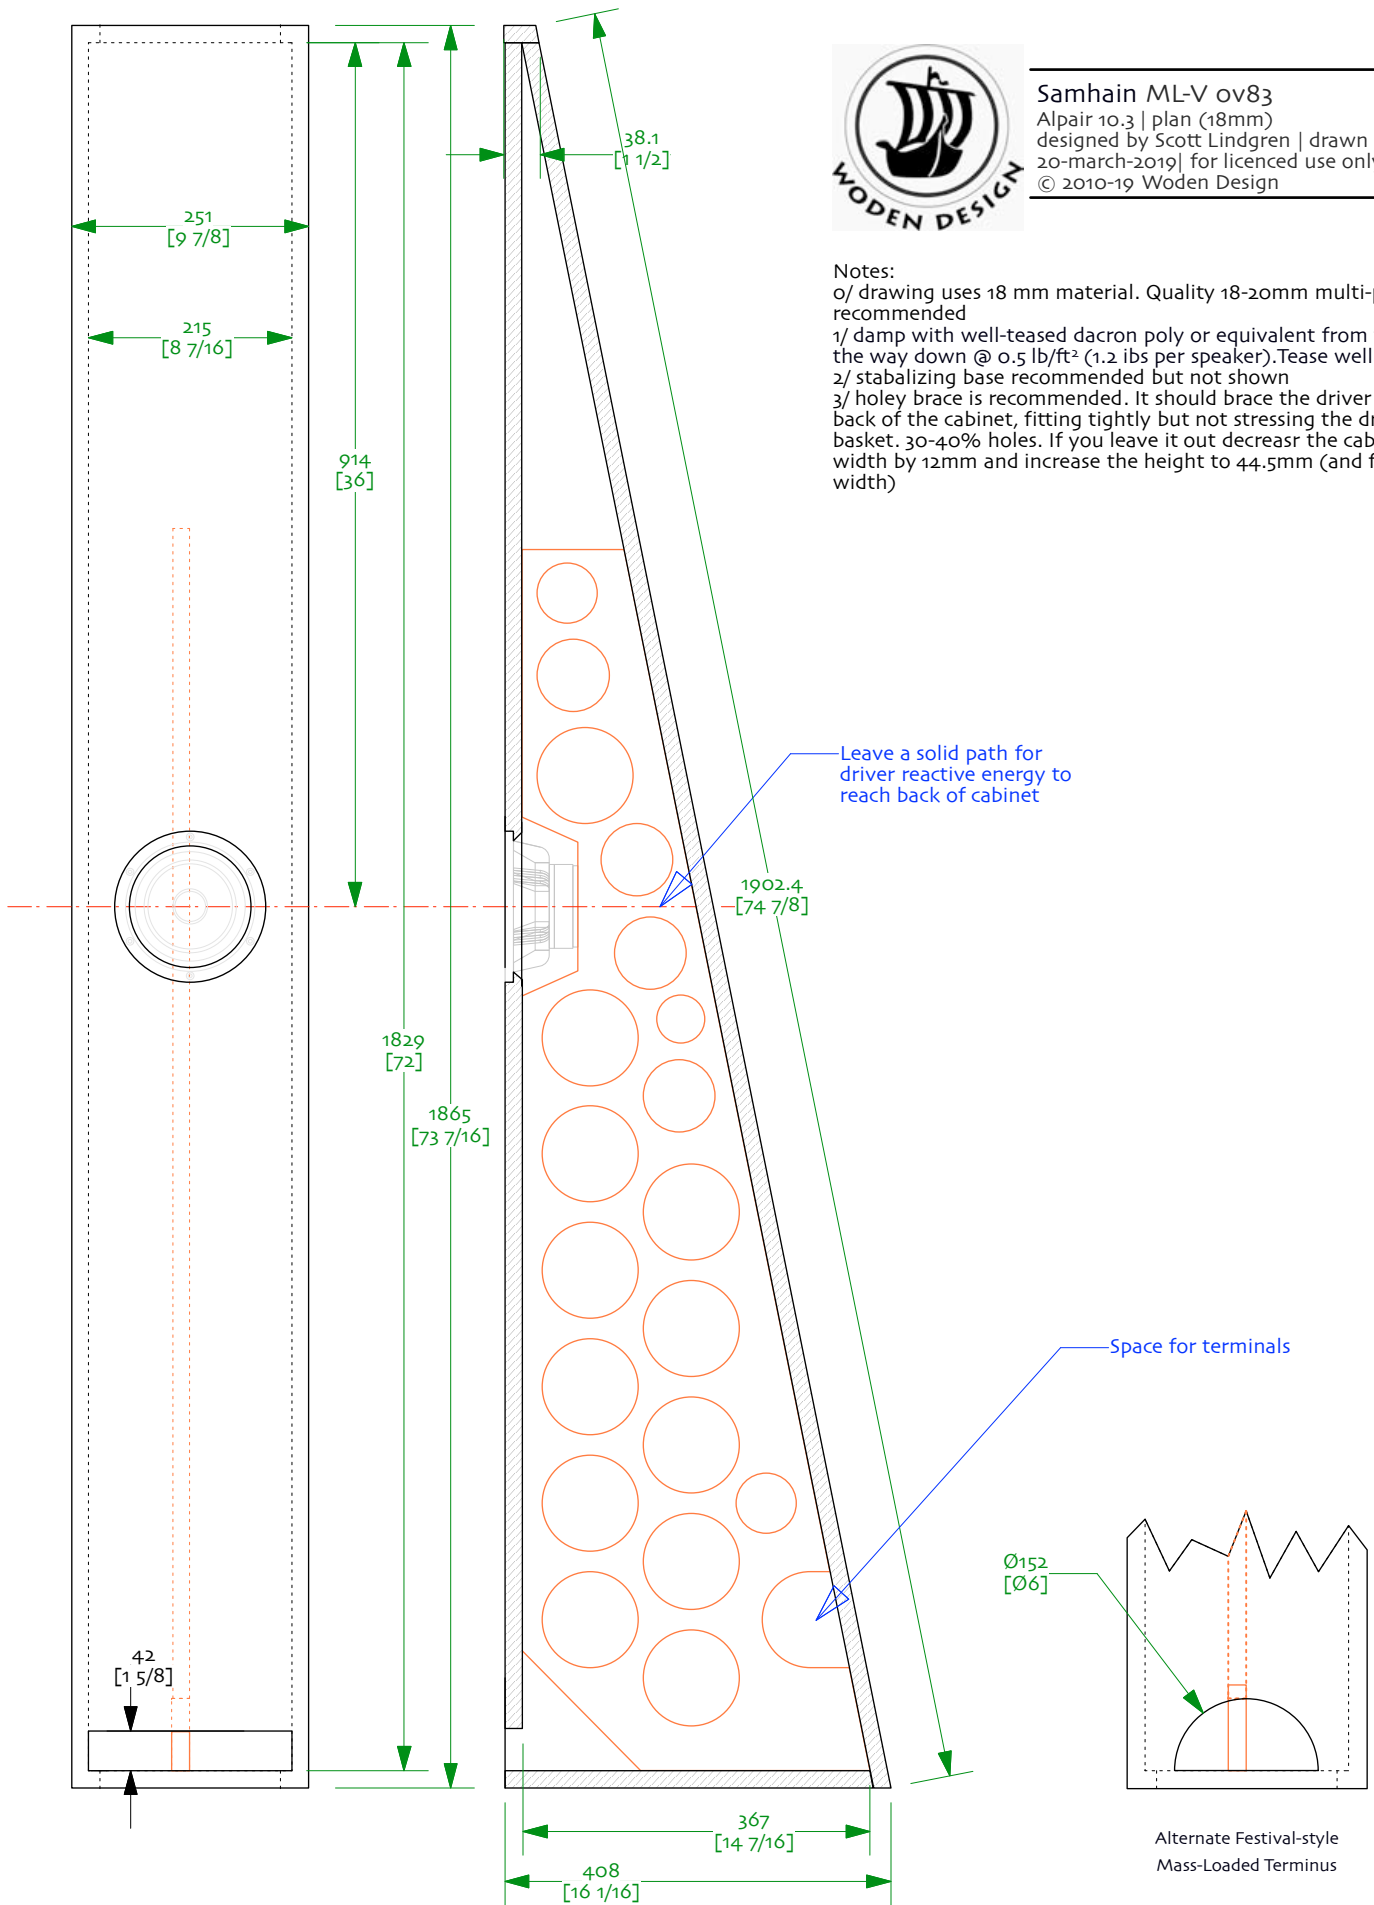 WODEN DESIGN
Samhain ML-V 0v83
Alpair 10.3 | plan (18mm)
designed by Scott Lindgren | drawn
20-march-2019| for licenced use only
© 2010-19 Woden Design
Notes:
0/ drawing uses 18 mm material. Quality 18-20mm multi-
recommended
1/ damp with well-teased dacron poly or equivalent from
the way down @ 0.5 lb/ft² (1.2 ibs per speaker).Tease well
2/ stabalizing base recommended but not shown
3/ holey brace is recommended. It should brace the driver
back of the cabinet, fitting tightly but not stressing the
basket. 30-40% holes. If you leave it out decreasr the
width by 12mm and increase the height to 44.5mm (and
width)
38.1
[1 1/2]
251
[9 7/8]
215
[8 7/16]
914
[36]
Leave a solid path for
driver reactive energy to
reach back of cabinet
1902.4
[74 7/8]
1829
[72]
1865
[73 7/16]
Space for terminals
Ø152
[Ø6]
42
[1 5/8]
367
[14 7/16]
408
[16 1/16]
Alternate Festival-style
Mass-Loaded Terminus